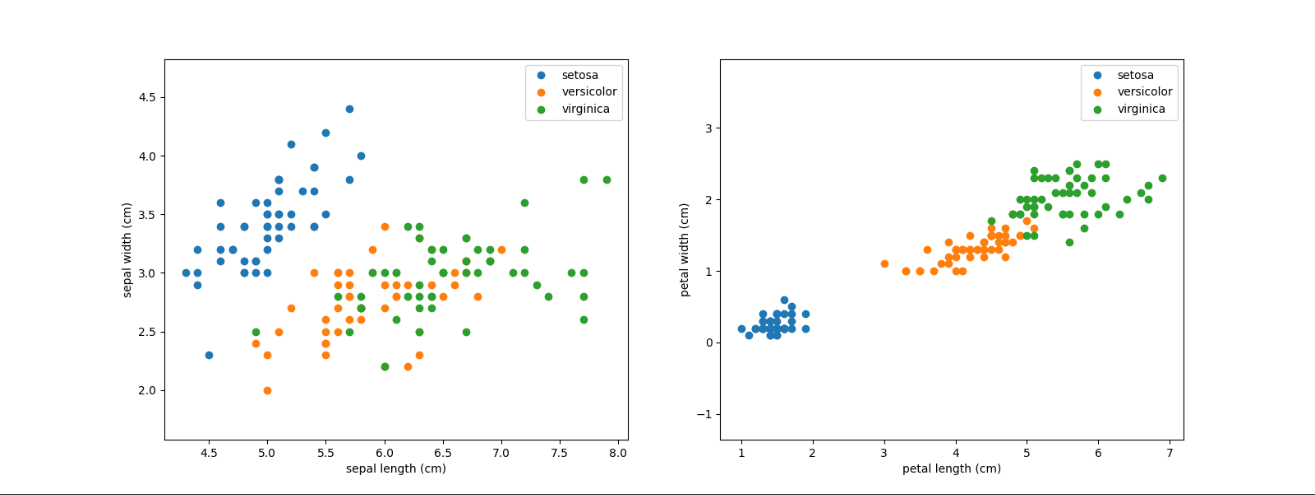 setosa
versicolor
virginica
4.5
4.0
3.5
3.0
2.5
2.0
sepal width (cm)
4.5 5.0 5.5 6.0 6.5 7.0 7.5 8.0
sepal length (cm)
setosa
versicolor
virginica
3
2
1
0
−1
petal width (cm)
1 2 3 4 5 6 7
petal length (cm)